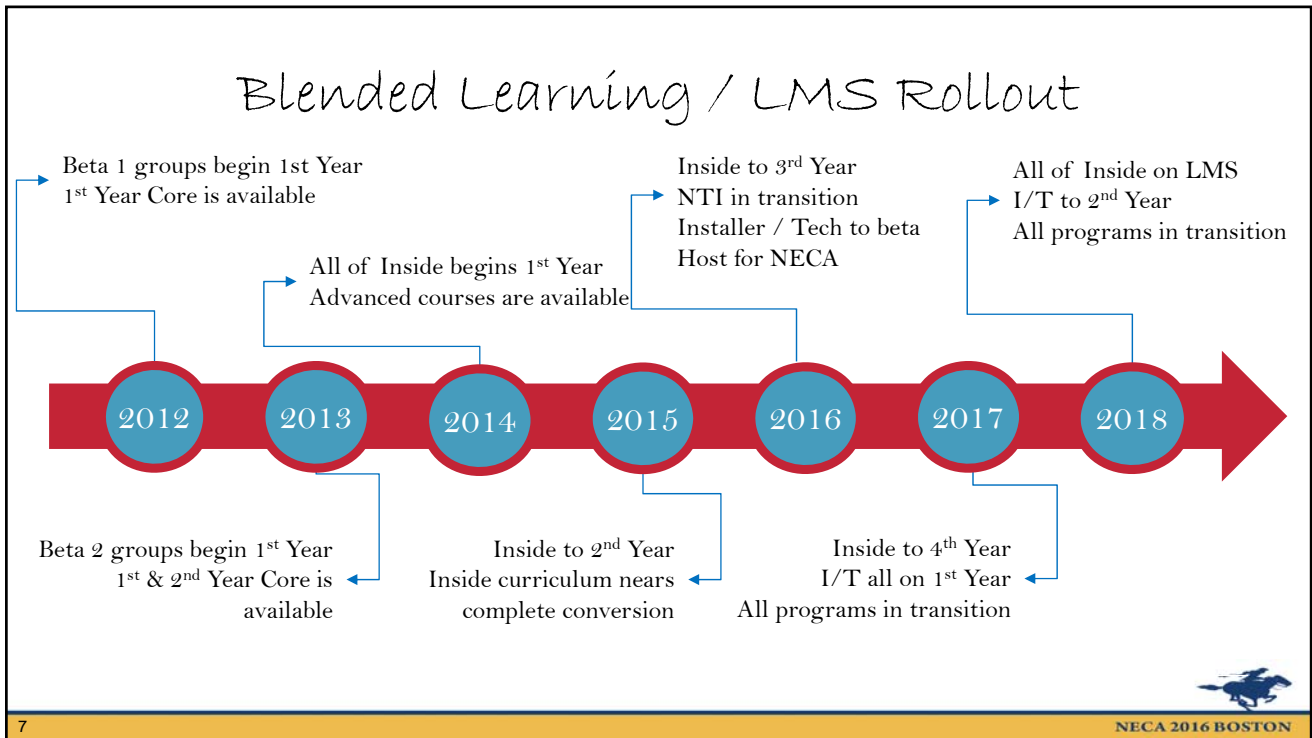 Blended Learning / LMS Rollout
Beta 1 groups begin 1st Year
1st Year Core is available
All of Inside begins 1st Year
Advanced courses are available
Inside to 3rd Year
NTI in transition
Installer / Tech to beta
Host for NECA
All of Inside on LMS
I/T to 2nd Year
All programs in transition
2012
2013
2014
2015
2016
2017
2018
Beta 2 groups begin 1st Year
1st & 2nd Year Core is
available
Inside to 2nd Year
Inside curriculum nears
complete conversion
Inside to 4th Year
I/T all on 1st Year
All programs in transition
7
NECA 2016 BOSTON